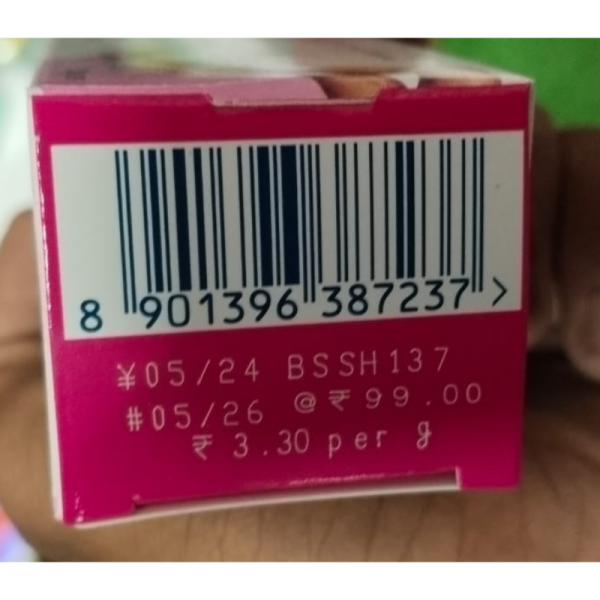 8 901396 387237 >
¥05/24 BSSH137
#05/26 @₹99.00
₹ 3.30 per g